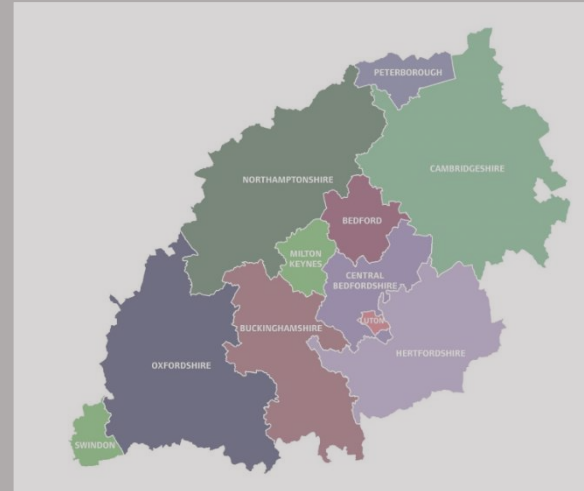 PETERBOROUGH
CAMBRIDGESHIRE
NORTHAMPTONSHIRE
BEDFORD
MILTON
KEYNES
CENTRAL
BEDFORDSHIRE
LUTON
BUCKINGHAMSHIRE
HERTFORDSHIRE
OXFORDSHIRE
SWINDON